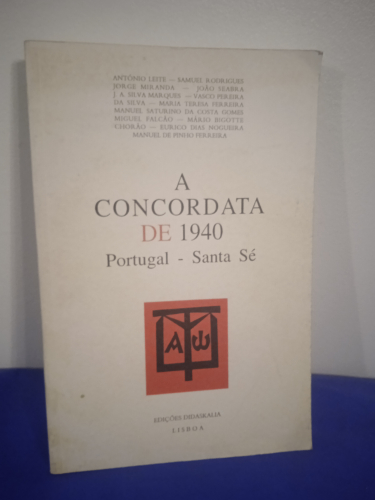 ANTÓNIO LEITE — SAMUEL RODRIGUES
JORGE MIRANDA — JOÃO SEABRA
J. A. SILVA MARQUES — VASCO PEREIRA
DA SILVA — MARIA TERESA FERREIRA
MANUEL SATURINO DA COSTA GOMES
MIGUEL FALCÃO — MÁRIO BIGOTTE
CHORÃO — EURICO DIAS NOGUEIRA
MANUEL DE PINHO FERREIRA
A
CONCORDATA
DE 1940
Portugal - Santa Sé
A W
EDIÇÕES DIDASKALIA
LISBOA